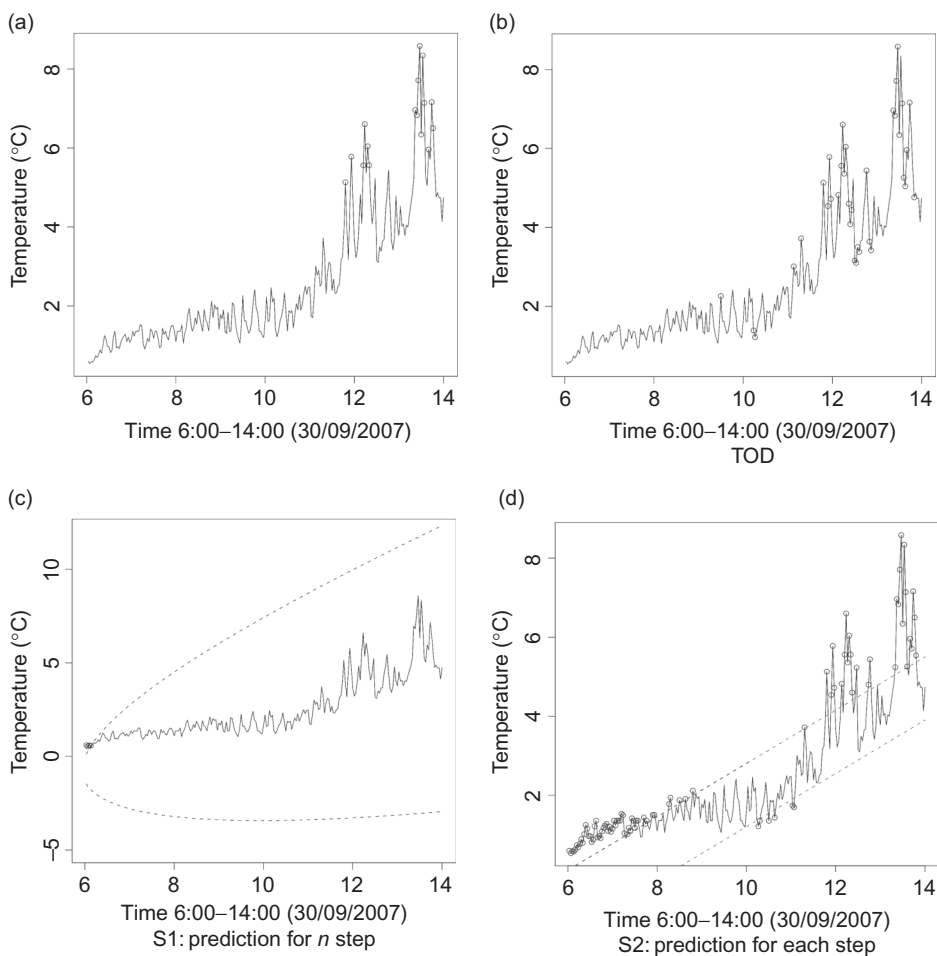 (a)
Temperature (°C)
8
6
4
2
6 8 10 12 14
Time 6:00–14:00 (30/09/2007)
(b)
Temperature (°C)
8
6
4
2
6 8 10 12 14
Time 6:00–14:00 (30/09/2007)
TOD
(c)
Temperature (°C)
10
5
0
−5
6 8 10 12 14
Time 6:00–14:00 (30/09/2007)
S1: prediction for n step
(d)
Temperature (°C)
8
6
4
2
6 8 10 12 14
Time 6:00–14:00 (30/09/2007)
S2: prediction for each step